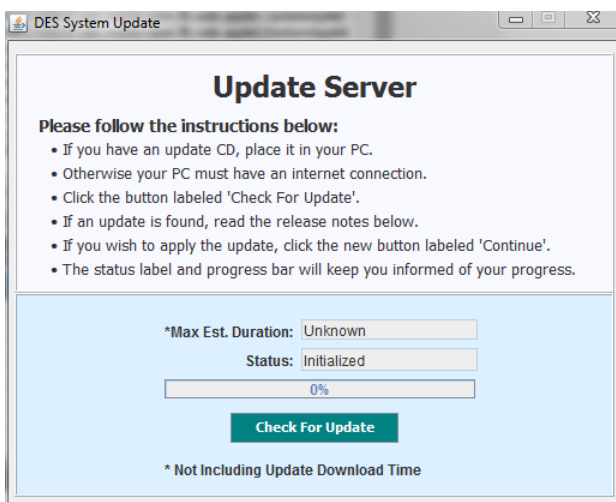 DES System Update
Update Server
Please follow the instructions below:
• If you have an update CD, place it in your PC.
• Otherwise your PC must have an internet connection.
• Click the button labeled 'Check For Update'.
• If an update is found, read the release notes below.
• If you wish to apply the update, click the new button labeled 'Continue'.
• The status label and progress bar will keep you informed of your progress.
*Max Est. Duration: Unknown
Status: Initialized
0%
Check For Update
* Not Including Update Download Time